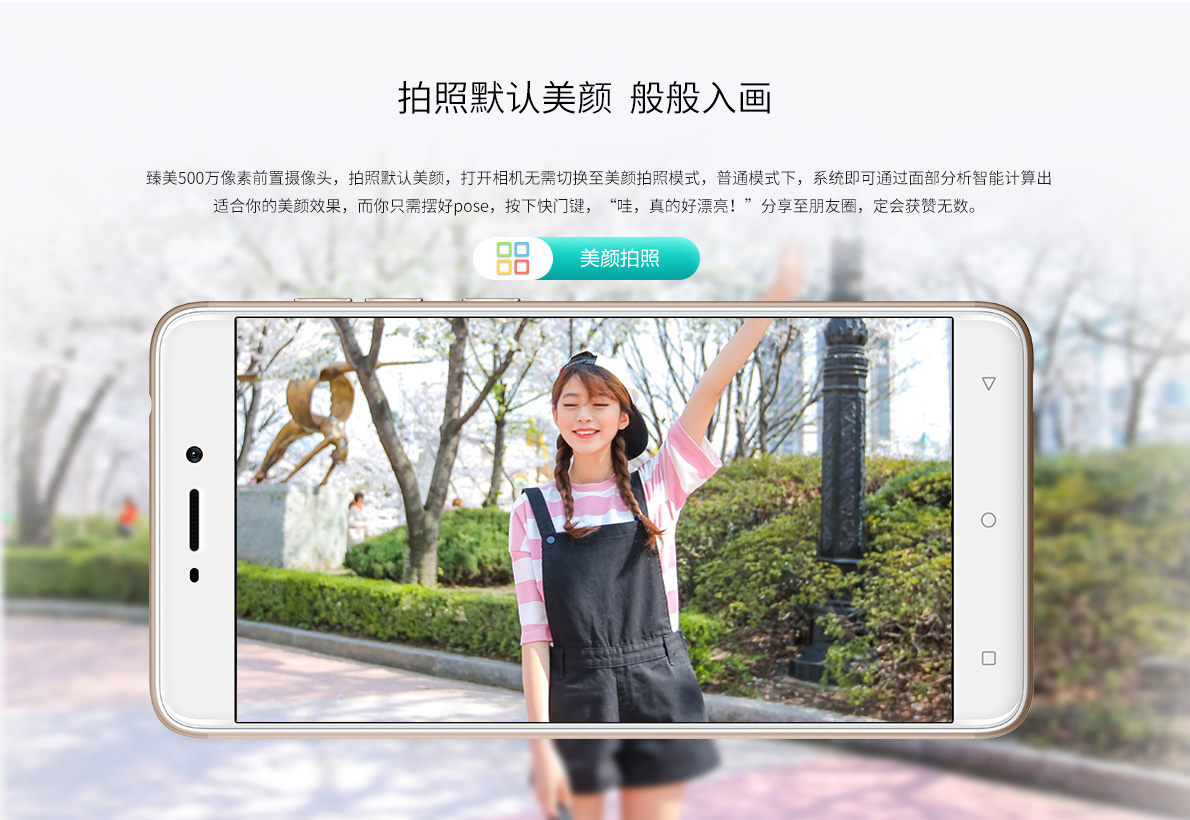 拍照默认美颜 般般入画
臻美500万像素前置摄像头，拍照默认美颜，打开相机无需切换至美颜拍照模式，普通模式下，系统即可通过面部分析智能计算出
适合你的美颜效果，而你只需摆好pose，按下快门键，“哇，真的好漂亮！”分享至朋友圈，定会获赞无数。
美颜拍照